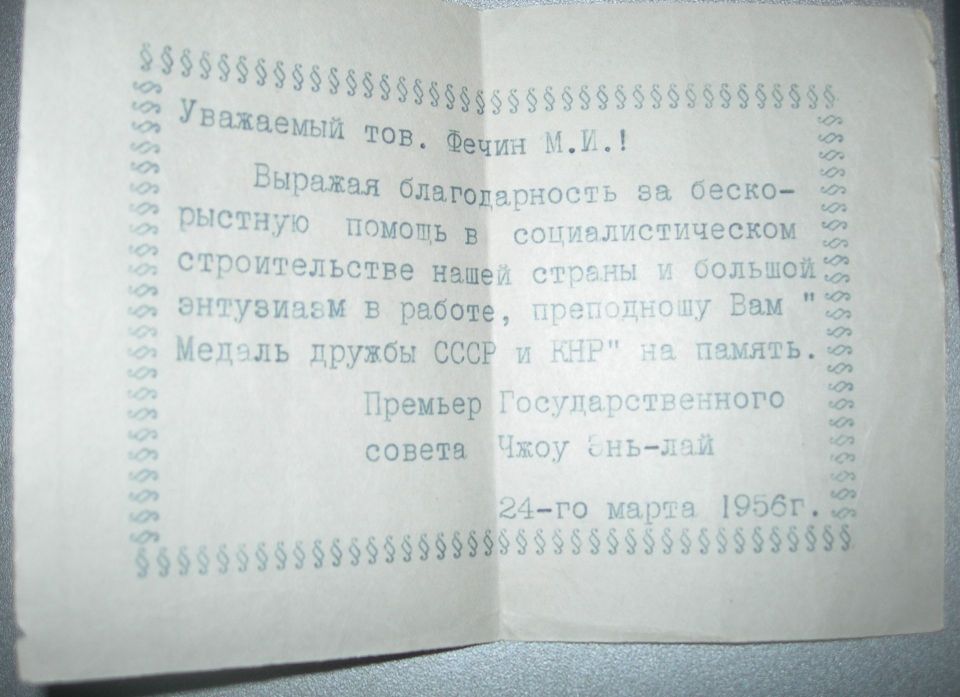 Уважаемый тов. Фечин М.И.!
Выражая благодарность за беско-
рыстную помощь в социалистическом
строительстве нашей страны и большой
энтузиазм в работе, преподношу Вам "
Медаль дружбы СССР и КНР" на память.
Премьер Государственного
совета Чжоу Энь-лай
24-го марта 1956г.